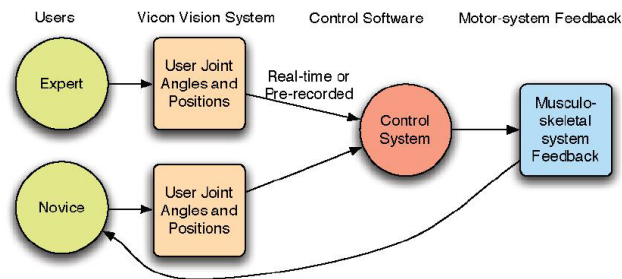 Users
Vicon Vision System
Control Software
Motor-system Feedback
Expert
User Joint
Angles and
Positions
Real-time or
Pre-recorded
Control
System
Musculo-
skeletal
system
Feedback
Novice
User Joint
Angles and
Positions